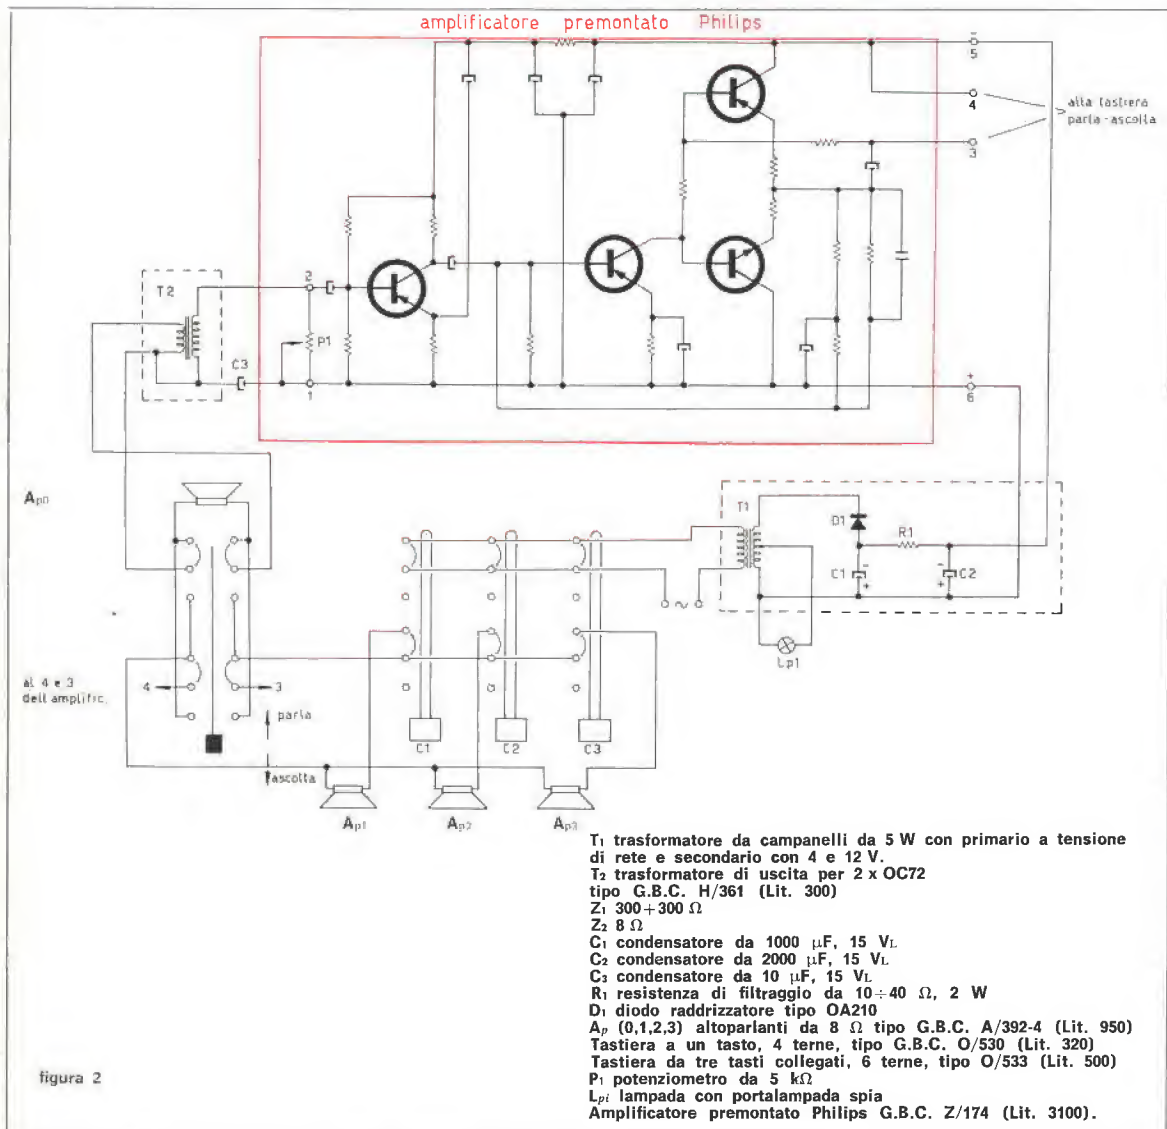 amplificatore premontato Philips
-
5
4
alla tastiera
parla-ascolta
3
2
T2
P1
C3
1
+
6
Ap0
T1
D1
R1
-
-
C1
C2
+
+
~
Lp1
al 4 e 3
dell amplific.
4
3
parla
C1
C2
C3
ascolta
Ap1
Ap2
Ap3
T1 trasformatore da campanelli da 5 W con primario a tensione
di rete e secondario con 4 e 12 V.
T2 trasformatore di uscita per 2 x OC72
tipo G.B.C. H/361 (Lit. 300)
Z1 300+300 Ω
Z2 8 Ω
C1 condensatore da 1000 µF, 15 VL
C2 condensatore da 2000 µF, 15 VL
C3 condensatore da 10 µF, 15 VL
R1 resistenza di filtraggio da 10÷40 Ω, 2 W
D1 diodo raddrizzatore tipo OA210
Ap (0,1,2,3) altoparlanti da 8 Ω tipo G.B.C. A/392-4 (Lit. 950)
Tastiera a un tasto, 4 terne, tipo G.B.C. O/530 (Lit. 320)
Tastiera da tre tasti collegati, 6 terne, tipo O/533 (Lit. 500)
P1 potenziometro da 5 kΩ
Lpi lampada con portalampada spia
Amplificatore premontato Philips G.B.C. Z/174 (Lit. 3100).
figura 2